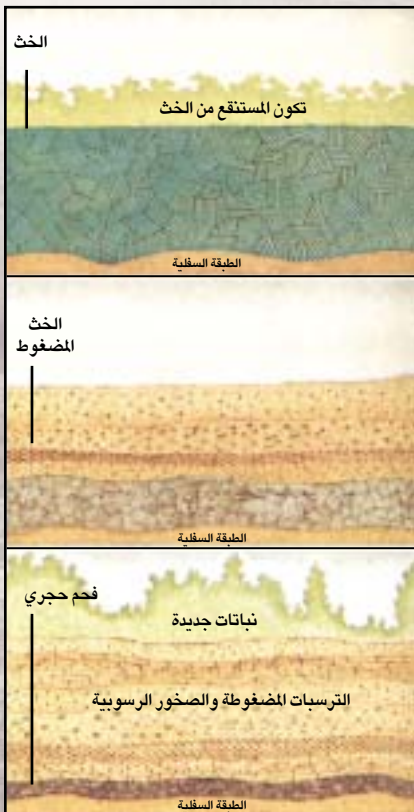 الخث
تكون المستنقع من الخث
الطبقة السفلية
الخث
المضغوط
الطبقة السفلية
فحم حجري
نباتات جديدة
الترسبات المضغوطة والصخور الرسوبية
الطبقة السفلية